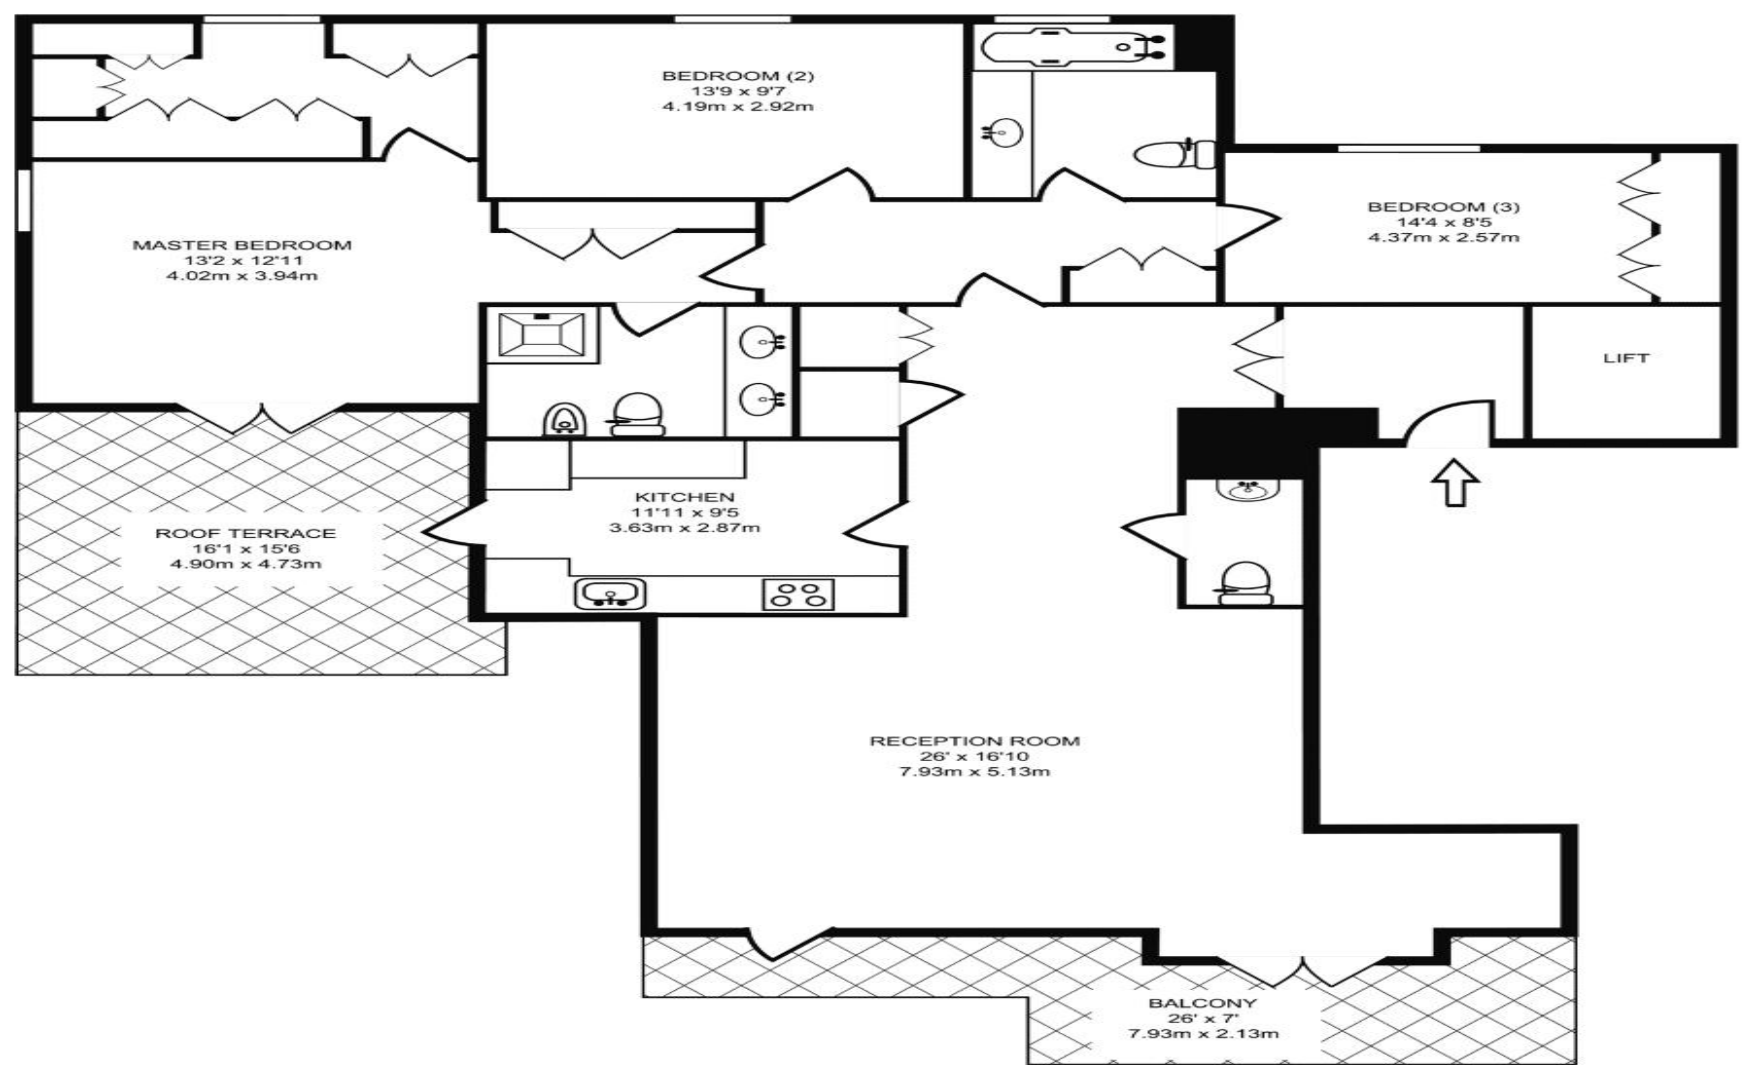 BEDROOM (2)
13'9 x 9'7
4.19m x 2.92m
BEDROOM (3)
14'4 x 8'5
4.37m x 2.57m
MASTER BEDROOM
13'2 x 12'11
4.02m x 3.94m
LIFT
KITCHEN
11'11 x 9'5
3.63m x 2.87m
ROOF TERRACE
16'1 x 15'6
4.90m x 4.73m
RECEPTION ROOM
26' x 16'10
7.93m x 5.13m
BALCONY
26' x 7'
7.93m x 2.13m